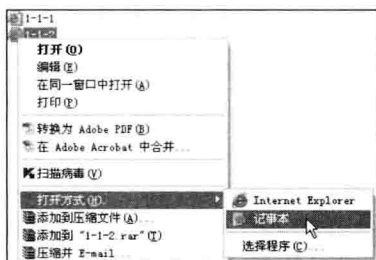 1-1-1
1-1-2
打开(O)
编辑(E)
在同一窗口中打开(A)
打印(P)
转换为 Adobe PDF(B)
在 Adobe Acrobat 中合并...
扫描病毒(V)
打开方式(H)
Internet Explorer
添加到压缩文件(A)...
记事本
添加到 "1-1-2.rar"(T)
选择程序(C)...
压缩并 E-mail...